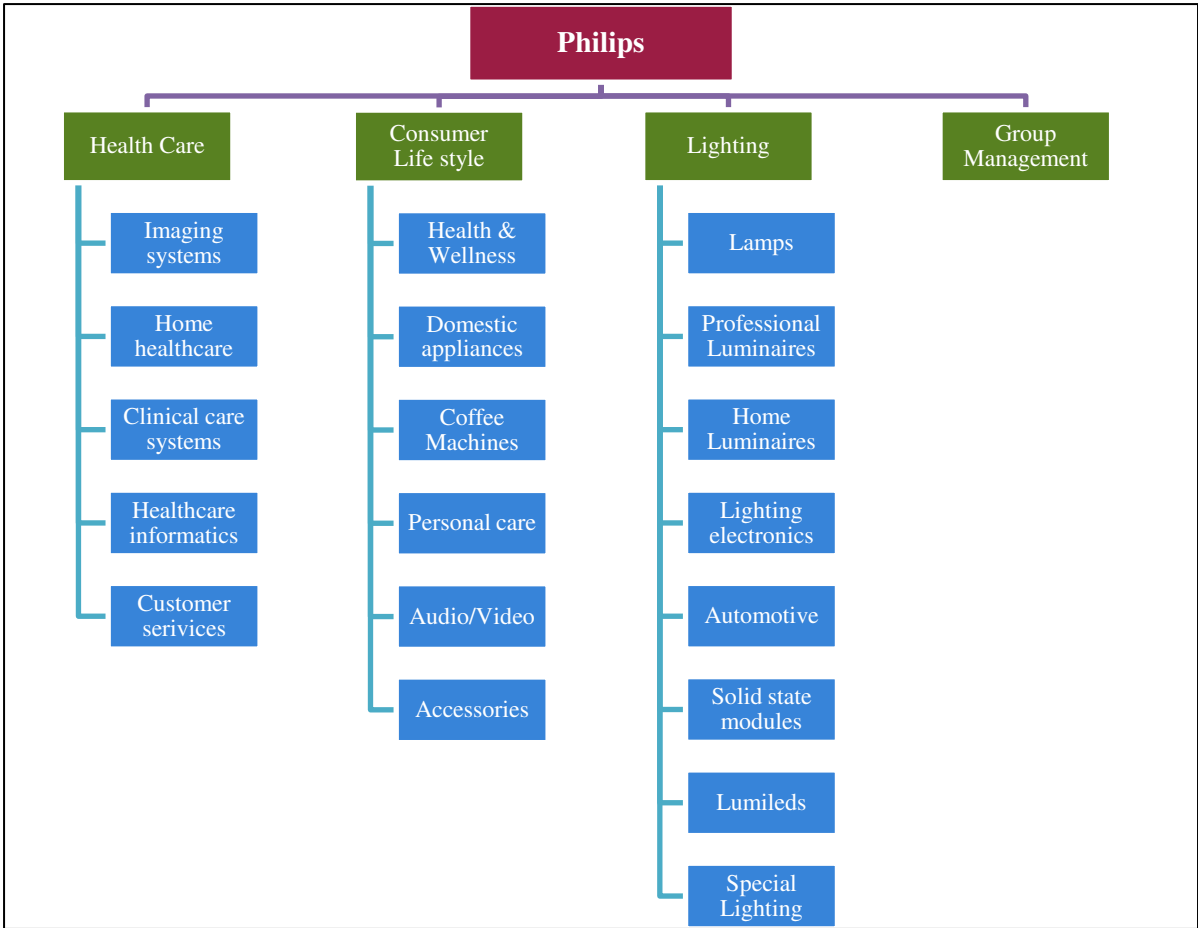 Philips
Health Care
Consumer
Life style
Lighting
Group
Management
Imaging
systems
Home
healthcare
Clinical care
systems
Healthcare
informatics
Customer
serivices
Health &
Wellness
Domestic
appliances
Coffee
Machines
Personal care
Audio/Video
Accessories
Lamps
Professional
Luminaires
Home
Luminaires
Lighting
electronics
Automotive
Solid state
modules
Lumileds
Special
Lighting